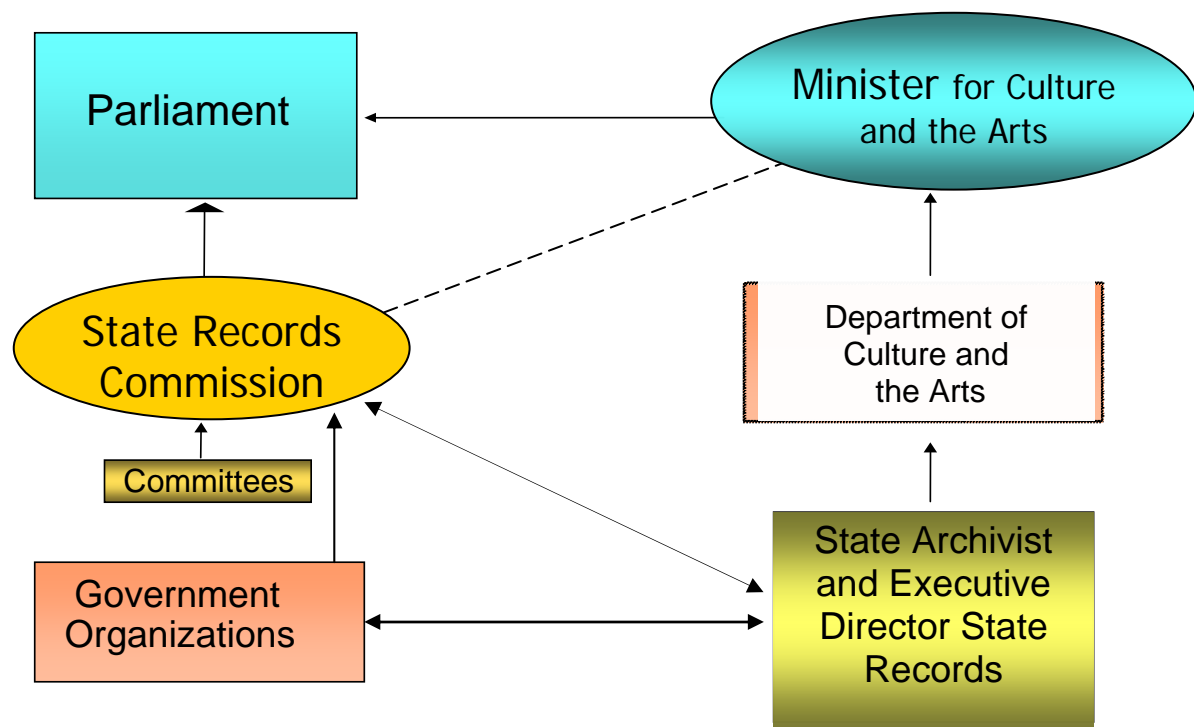 Parliament
Minister for Culture
and the Arts
State Records
Commission
Department of
Culture and
the Arts
Committees
Government
Organizations
State Archivist
and Executive
Director State
Records